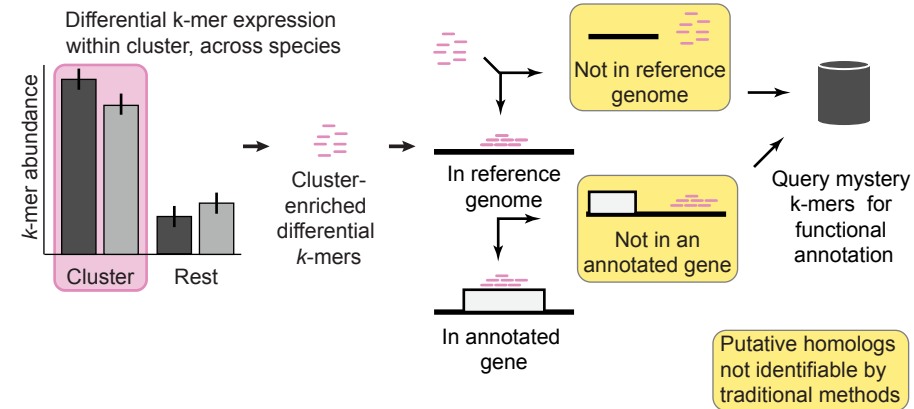 Differential k-mer expression
within cluster, across species
k-mer abundance
Cluster
Rest
Cluster-
enriched
differential
k-mers
In reference
genome
In annotated
gene
Not in reference
genome
Not in an
annotated gene
Query mystery
k-mers for
functional
annotation
Putative homologs
not identifiable by
traditional methods